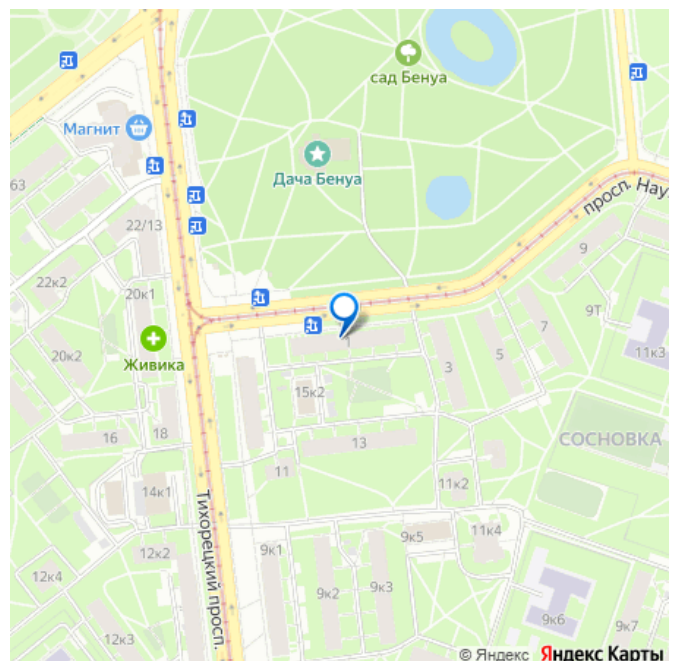 сад Бенуа
Магнит
Дача Бенуа
63
просп. Нау
22/13
9
22к2
20к1
9Т
7
11к3
1
5
3
20к2
Живика
15к2
18
16
13
СОСНОВКА
11
11к2
14к1
Тихорецкий просп.
11к4
9к5
9к1
12к2
12к4
9к2
9к3
9к6
9к7
12к3
© Яндекс Яндекс Карты